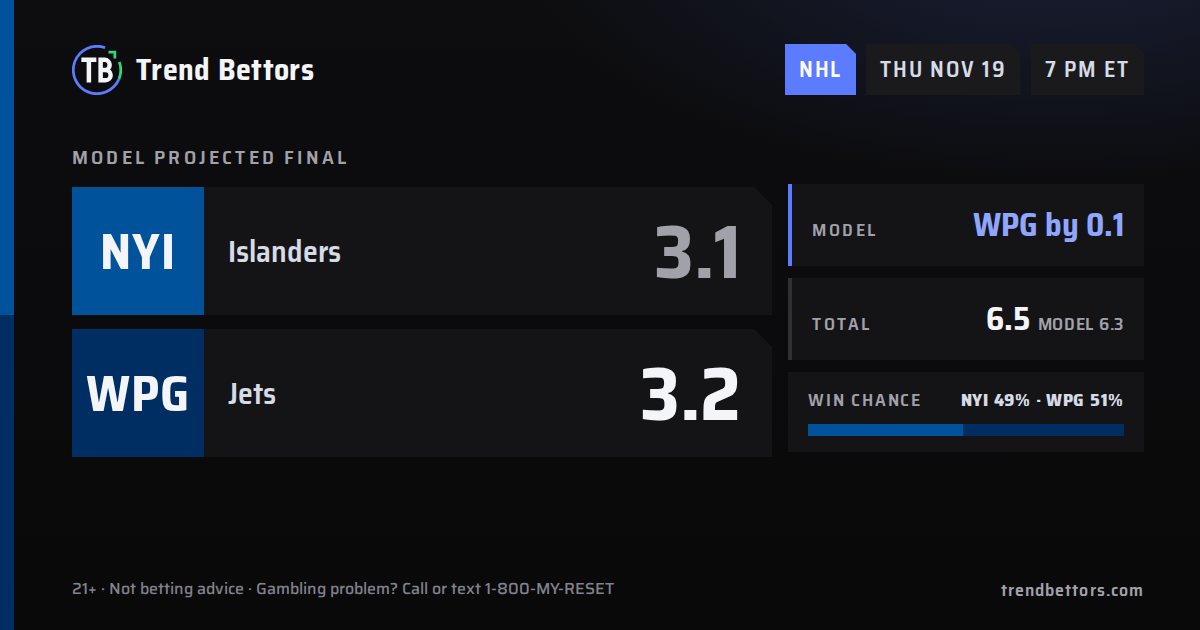 TB Trend Bettors
NHL THU NOV 19 7 PM ET
MODEL PROJECTED FINAL
NYI Islanders 3.1
WPG Jets 3.2
MODEL WPG by 0.1
TOTAL 6.5 MODEL 6.3
WIN CHANCE NYI 49% · WPG 51%
21+ · Not betting advice · Gambling problem? Call or text 1-800-MY-RESET
trendbettors.com